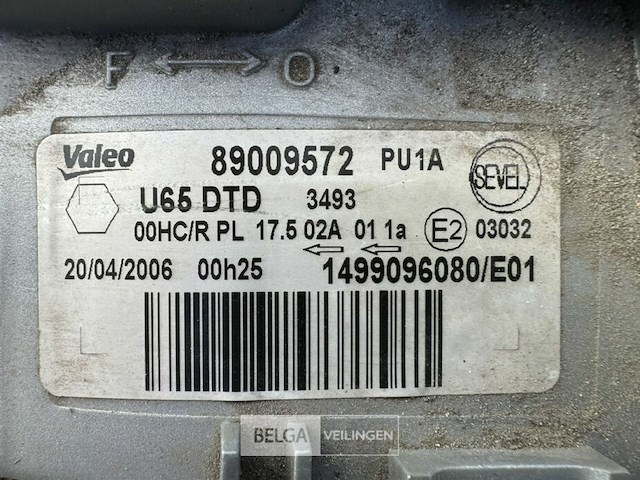 F ←→ O
Valeo 89009572 PU1A SEVEL
U65 DTD 3493
00HC/R PL 17.5 02A 01 1a E2 03032
20/04/2006 00h25 1499096080/E01
BELGA VEILINGEN